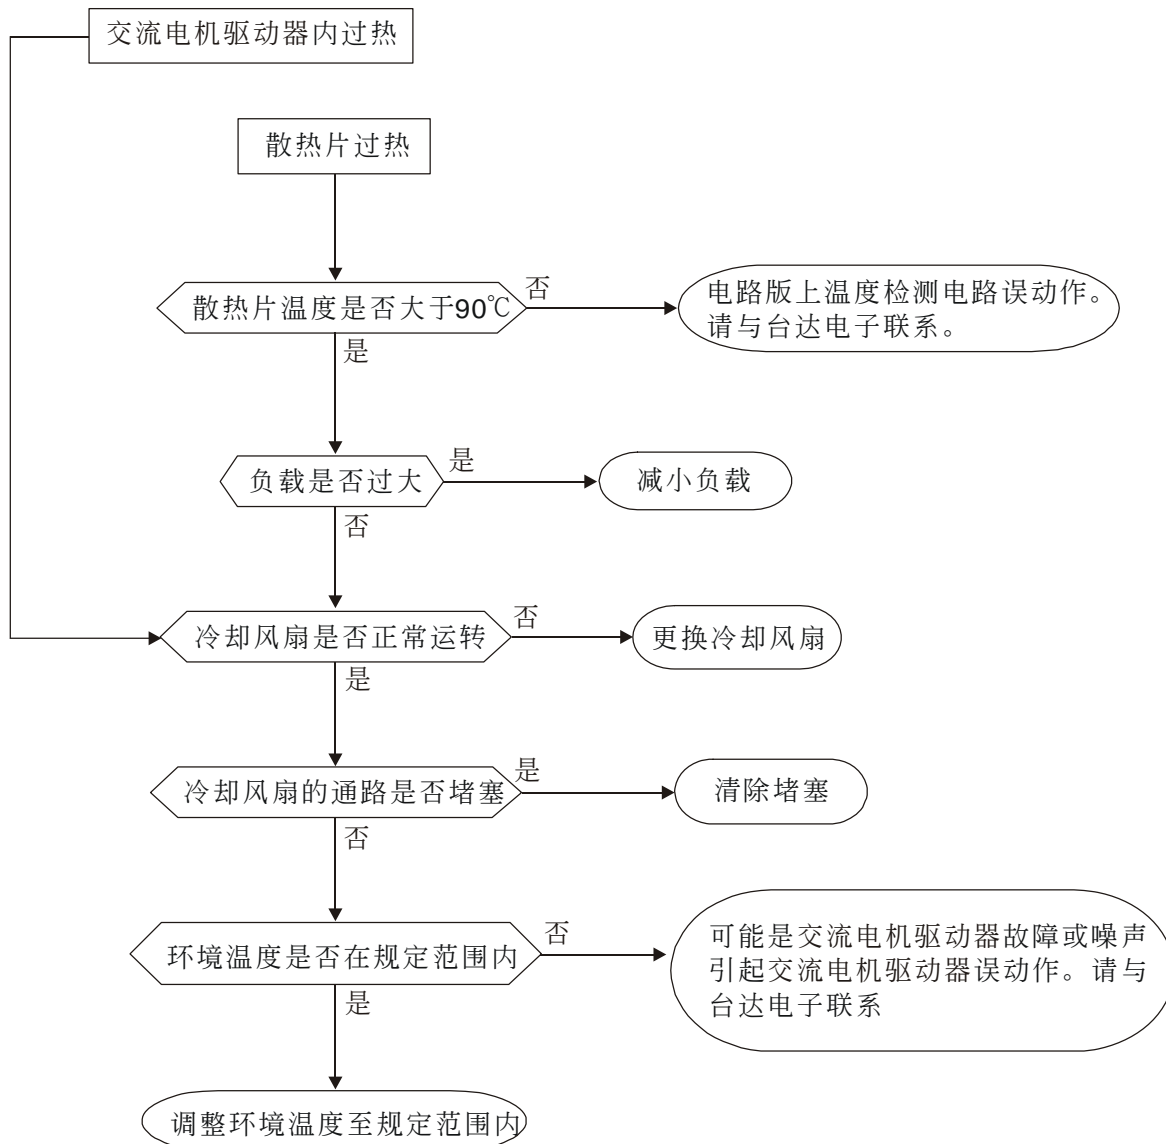 交流电机驱动器内过热
散热片过热
散热片温度是否大于90℃
否
电路版上温度检测电路误动作。
请与台达电子联系。
是
负载是否过大
是
减小负载
否
冷却风扇是否正常运转
否
更换冷却风扇
是
冷却风扇的通路是否堵塞
是
清除堵塞
否
环境温度是否在规定范围内
否
可能是交流电机驱动器故障或噪声
引起交流电机驱动器误动作。请与
台达电子联系
是
调整环境温度至规定范围内